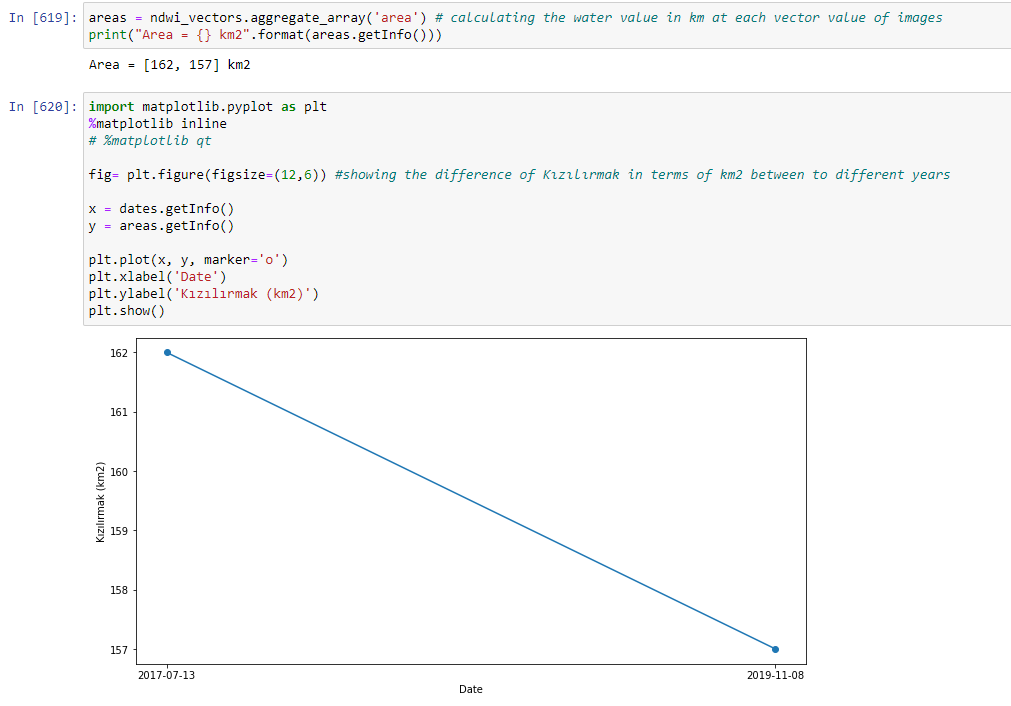 In [619]: areas = ndwi_vectors.aggregate_array('area') # calculating the water value in km at each vector value of images
print("Area = {} km2".format(areas.getInfo()))
Area = [162, 157] km2
In [620]: import matplotlib.pyplot as plt
%matplotlib inline
# %matplotlib qt
fig= plt.figure(figsize=(12,6)) #showing the difference of Kızılırmak in terms of km2 between to different years
x = dates.getInfo()
y = areas.getInfo()
plt.plot(x, y, marker='o')
plt.xlabel('Date')
plt.ylabel('Kızılırmak (km2)')
plt.show()
162
161
160
159
158
157
Kızılırmak (km2)
2017-07-13 2019-11-08
Date